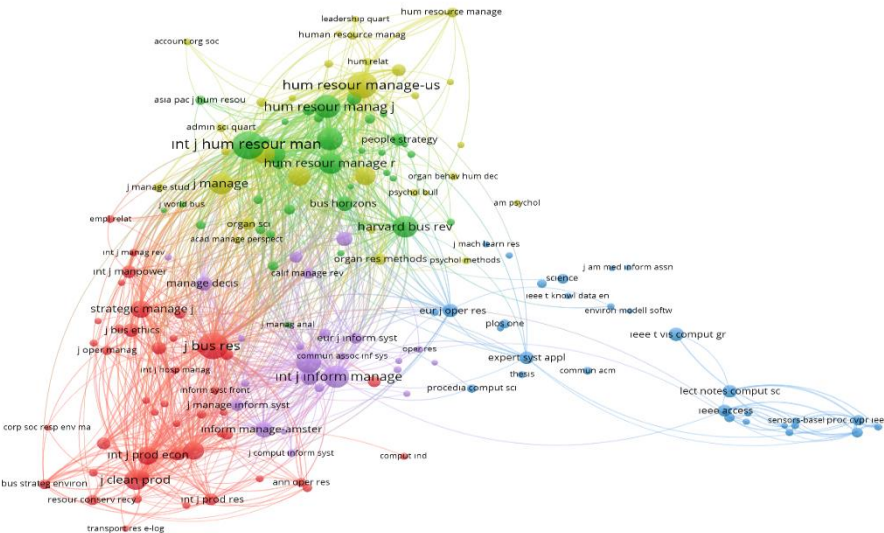 hum resource manage
leadership quart
human resource manag
account org soc
hum relat
hum resour manage-us
asia pac j hum resou
hum resour manag j
admin sci quart
int j hum resour man
people strategy
hum resour manage r
organ behav hum dec
j manage stud
j manage
psychol bull
j world bus
bus horizons
am psychol
empl relat
organ sci
harvard bus rev
acad manage perspect
j mach learn res
int j manag rev
organ res methods
psychol methods
int j manpower
calif manage rev
j am med inform assn
manage decis
science
ieee t knowl data en
strategic manage j
eur j oper res
environ modell softw
j bus ethics
j manag anal
plos one
ieee t vis comput gr
j oper manag
j bus res
eur j inform syst
oper res
commun assoc inf sys
expert syst appl
int j hosp manag
int j inform manage
thesis
commun acm
inform syst front
procedia comput sci
lect notes comput sc
j manage inform syst
ieee access
corp soc resp env ma
inform manage-amster
sensors-basel
proc cvpr ieee
int j prod econ
j comput inform syst
comput ind
bus strateg environ
j clean prod
ann oper res
resour conserv recy
int j prod res
transport res e-log